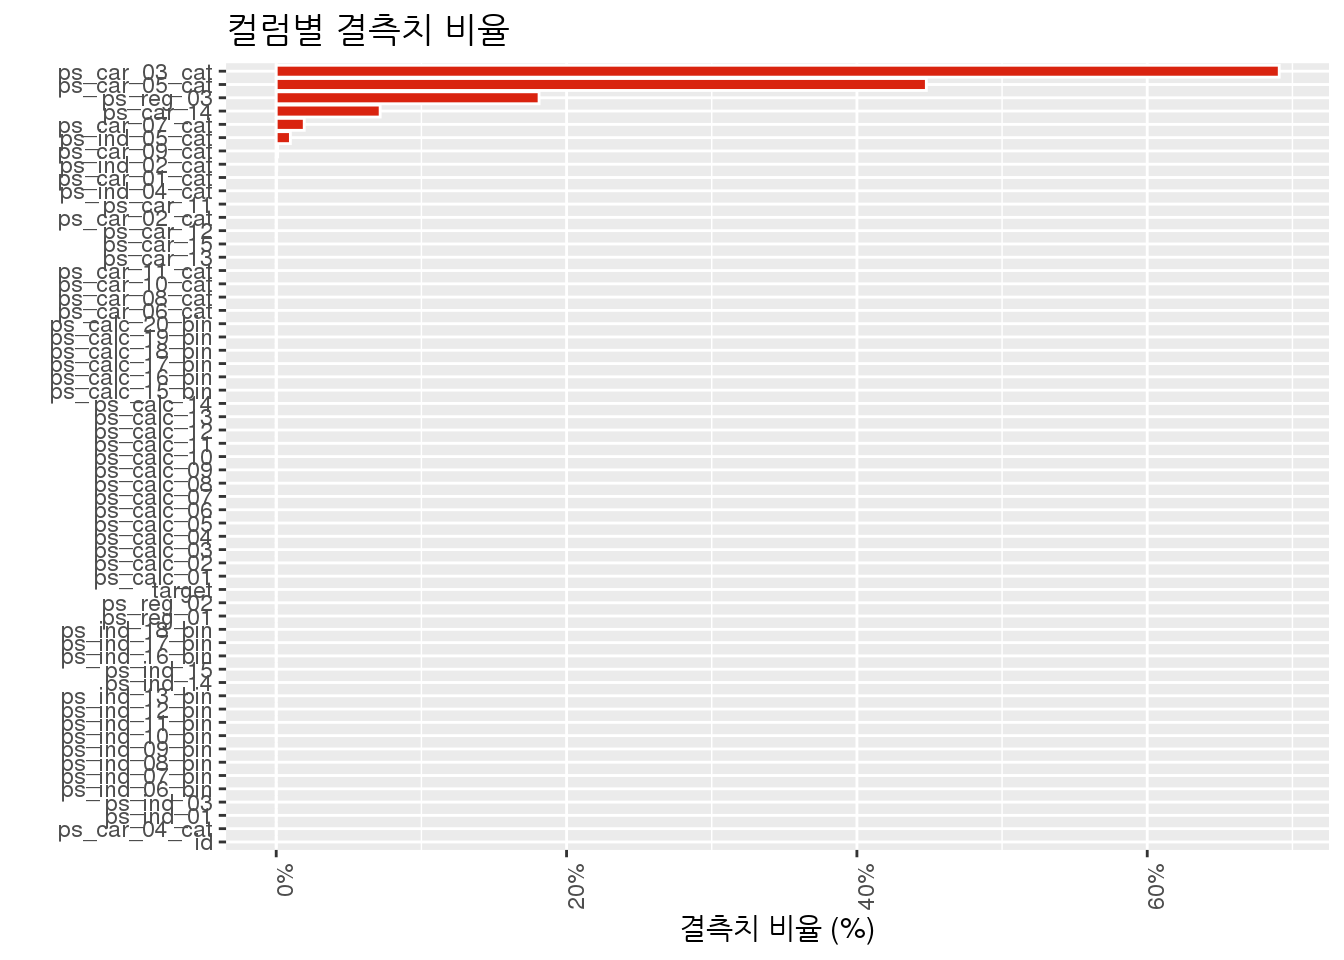 컬럼별 결측치 비율
ps_car_03_cat
ps_car_05_cat
ps_reg_03
ps_car_14
ps_car_07_cat
ps_ind_05_cat
ps_car_09_cat
ps_ind_02_cat
ps_car_01_cat
ps_ind_04_cat
ps_car_11
ps_car_02_cat
ps_car_12
ps_car_15
ps_car_13
ps_car_11_cat
ps_car_10_cat
ps_car_08_cat
ps_car_06_cat
ps_calc_20_bin
ps_calc_19_bin
ps_calc_18_bin
ps_calc_17_bin
ps_calc_16_bin
ps_calc_15_bin
ps_calc_14
ps_calc_13
ps_calc_12
ps_calc_11
ps_calc_10
ps_calc_09
ps_calc_08
ps_calc_07
ps_calc_06
ps_calc_05
ps_calc_04
ps_calc_03
ps_calc_02
ps_calc_01
target
ps_reg_02
ps_reg_01
ps_ind_18_bin
ps_ind_17_bin
ps_ind_16_bin
ps_ind_15
ps_ind_14
ps_ind_13_bin
ps_ind_12_bin
ps_ind_11_bin
ps_ind_10_bin
ps_ind_09_bin
ps_ind_08_bin
ps_ind_07_bin
ps_ind_06_bin
ps_ind_03
ps_ind_01
ps_car_04_cat
id
0%
20%
40%
60%
결측치 비율 (%)